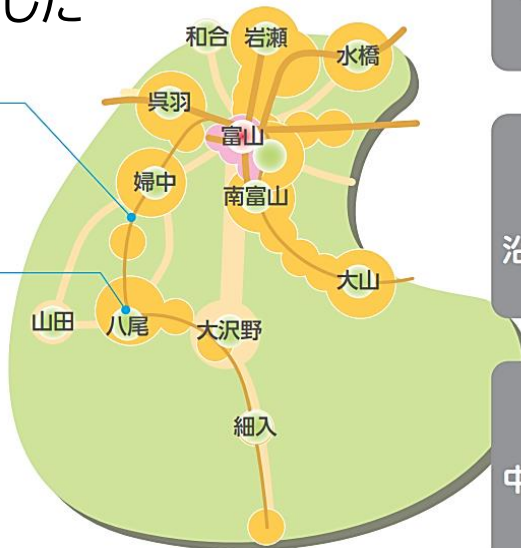 した
和合
岩瀬
水橋
呉羽
富山
婦中
南富山
大山
山田
八尾
大沢野
細入
沿
中